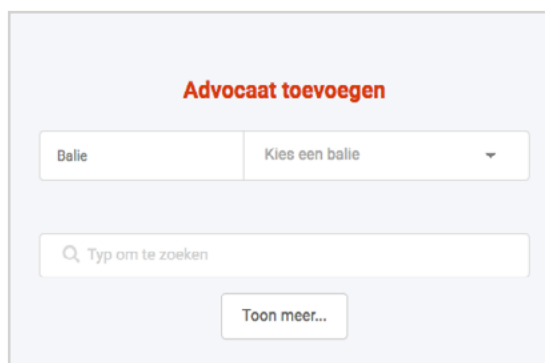 Advocaat toevoegen
Balie Kies een balie
Typ om te zoeken
Toon meer...